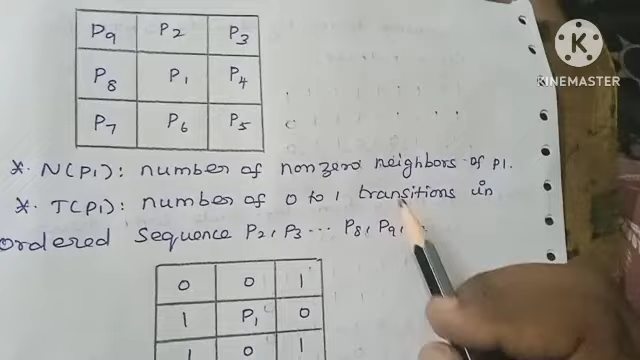 P9 P2 P3
KINEMASTER
P8 P1 P4
P7 P6 P5
*. N(P1): number of nonzero neighbors of p1.
*. T(P1): number of 0 to 1 transitions in
ordered sequence P2, P3 ... P8, P9,
0 0 1
1 P1 0
1 0 1